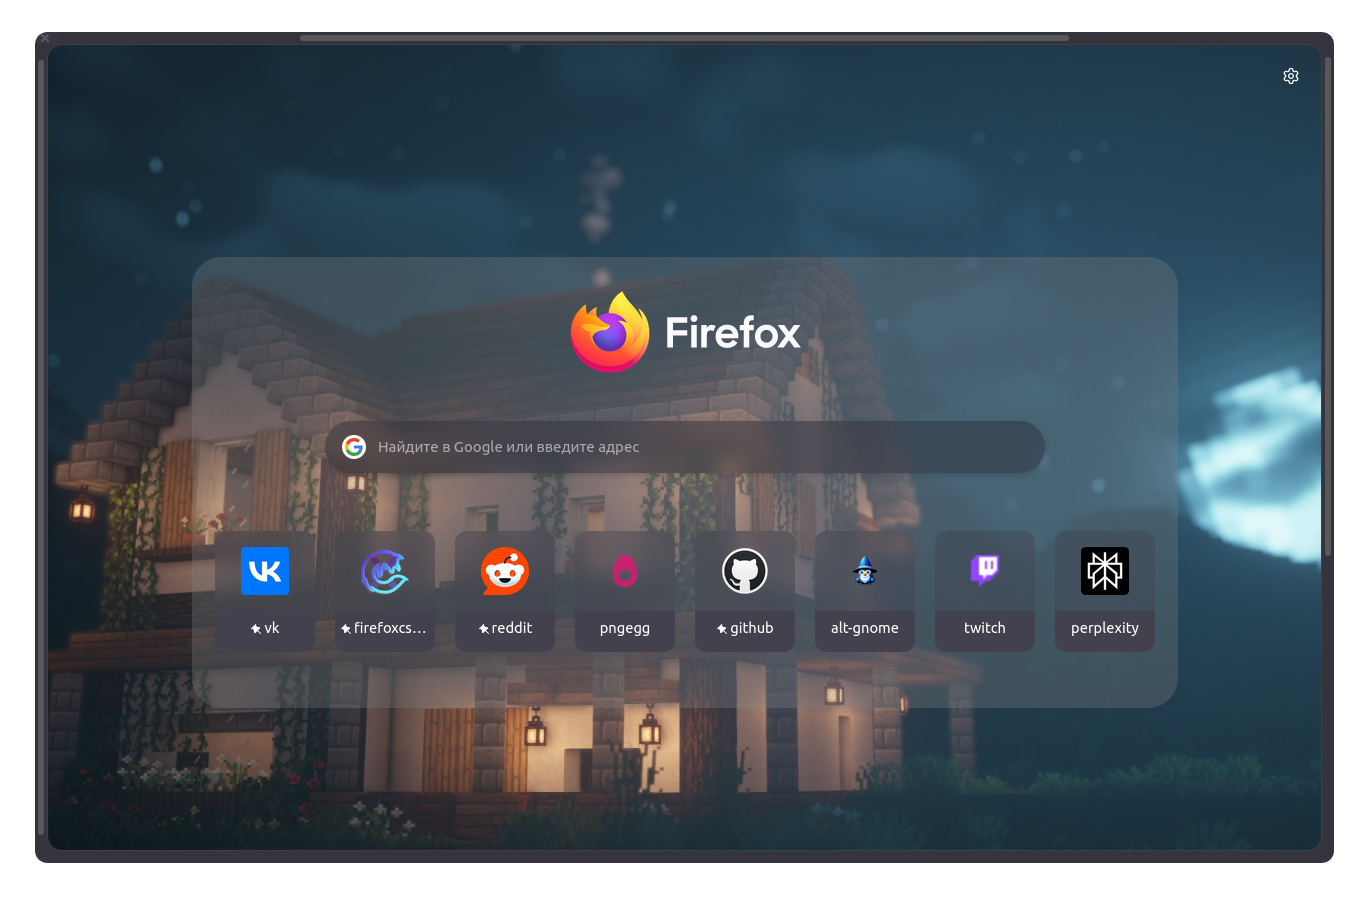 Firefox
Найдите в Google или введите адрес
vk
firefoxcs...
reddit
pngegg
github
alt-gnome
twitch
perplexity